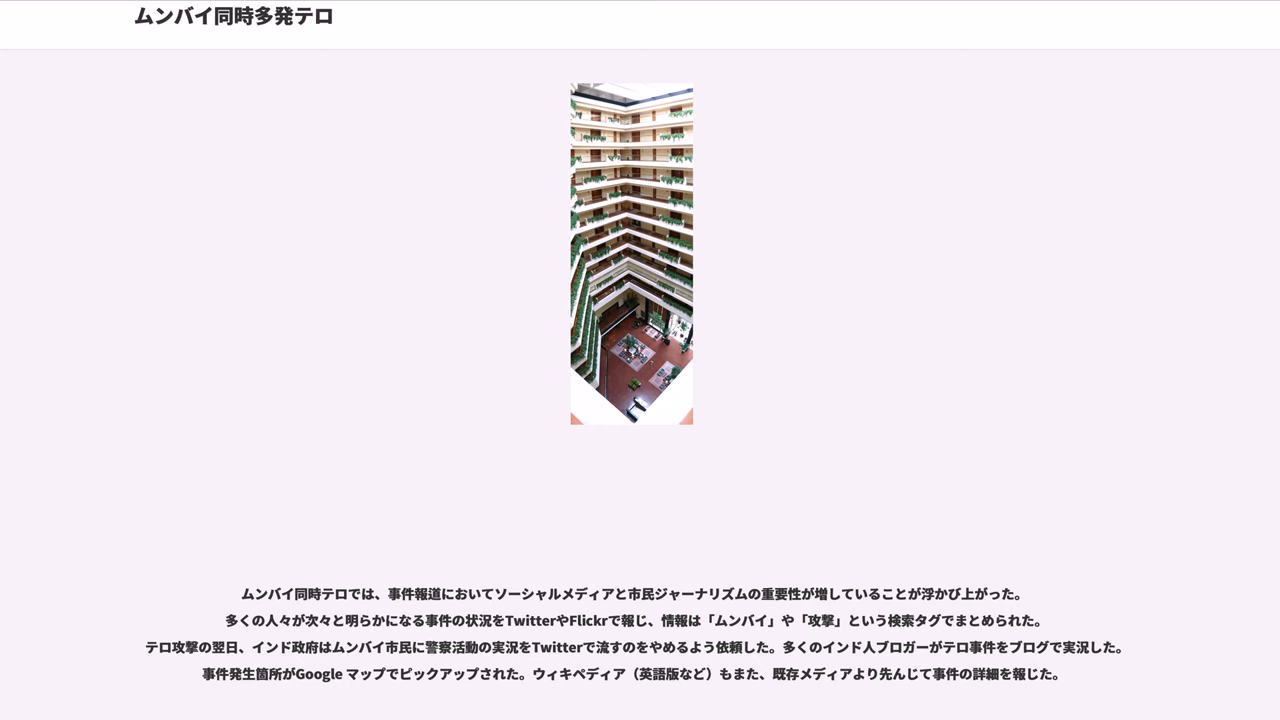 ムンバイ同時多発テロ
ムンバイ同時テロでは、事件報道においてソーシャルメディアと市民ジャーナリズムの重要性が増していることが浮かび上がった。
多くの人々が次々と明らかになる事件の状況をTwitterやFlickrで報じ、情報は「ムンバイ」や「攻撃」という検索タグでまとめられた。
テロ攻撃の翌日、インド政府はムンバイ市民に警察活動の実況をTwitterで流すのをやめるよう依頼した。多くのインド人ブロガーがテロ事件をブログで実況した。
事件発生箇所がGoogle マップでピックアップされた。ウィキペディア（英語版など）もまた、既存メディアより先んじて事件の詳細を報じた。